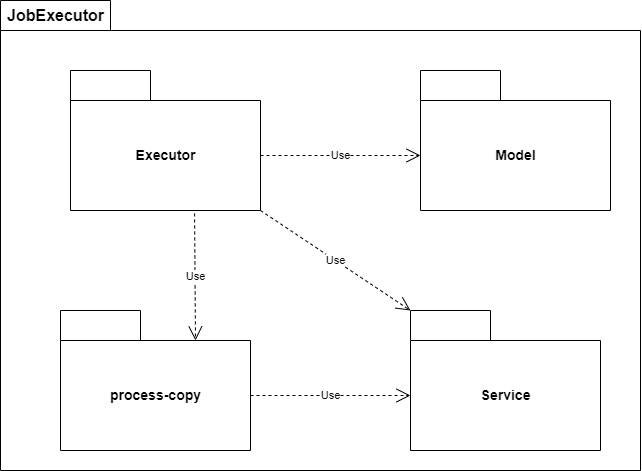 JobExecutor
Executor
Use
Model
Use
Use
process-copy
Use
Service